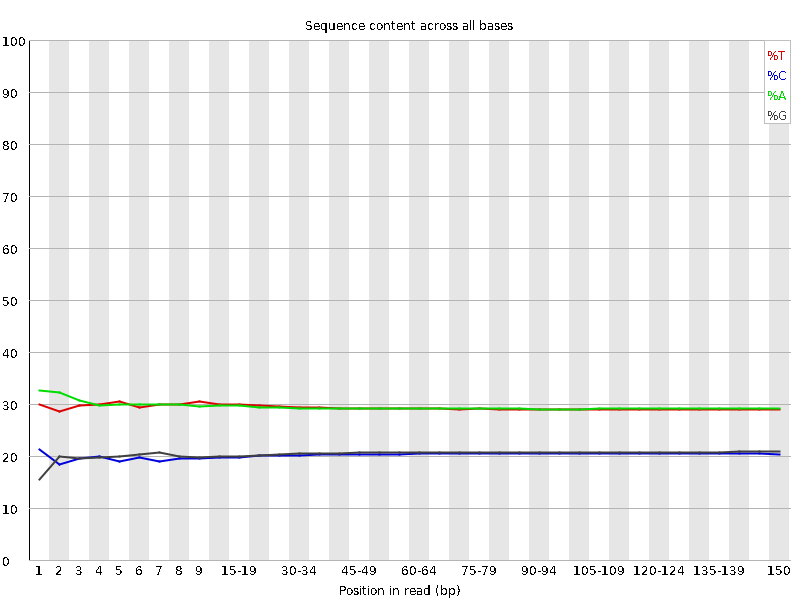 Sequence content across all bases
100
90
80
70
60
50
40
30
20
10
0
%T
%C
%A
%G
1 2 3 4 5 6 7 8 9 15-19 30-34 45-49 60-64 75-79 90-94 105-109 120-124 135-139 150
Position in read (bp)